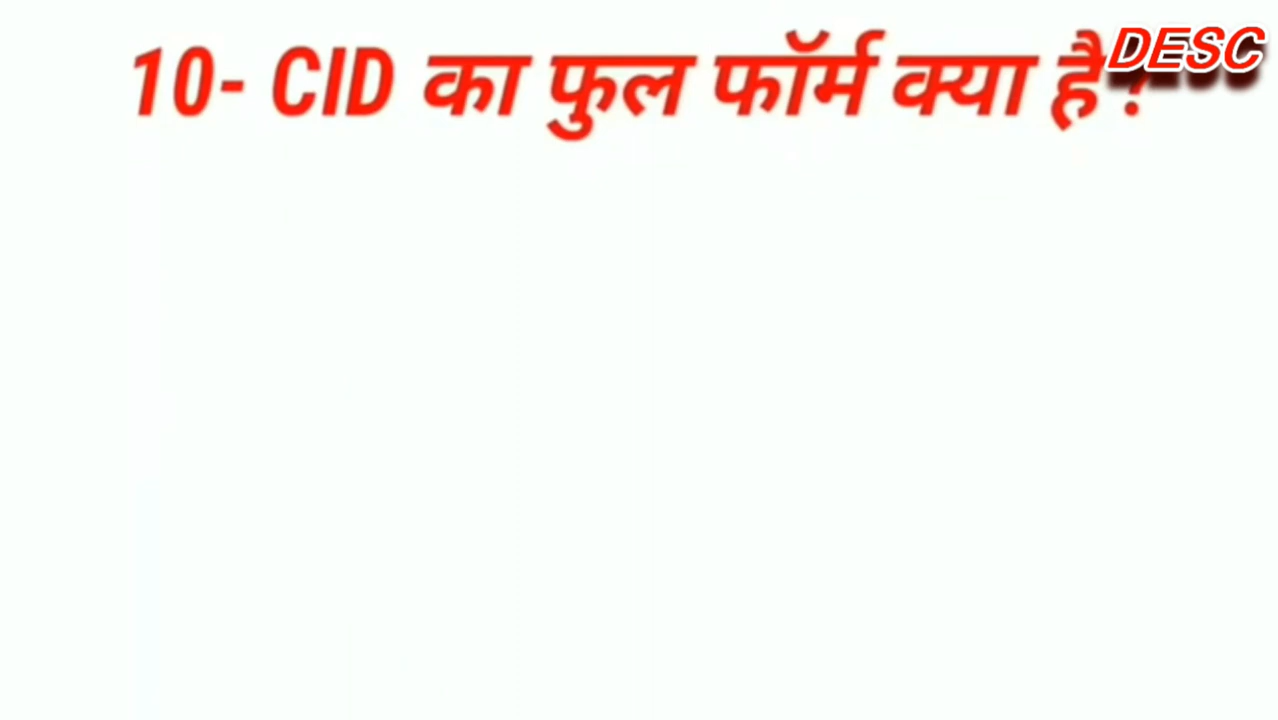 10- CID का फुल फॉर्म क्या है ?
DESC